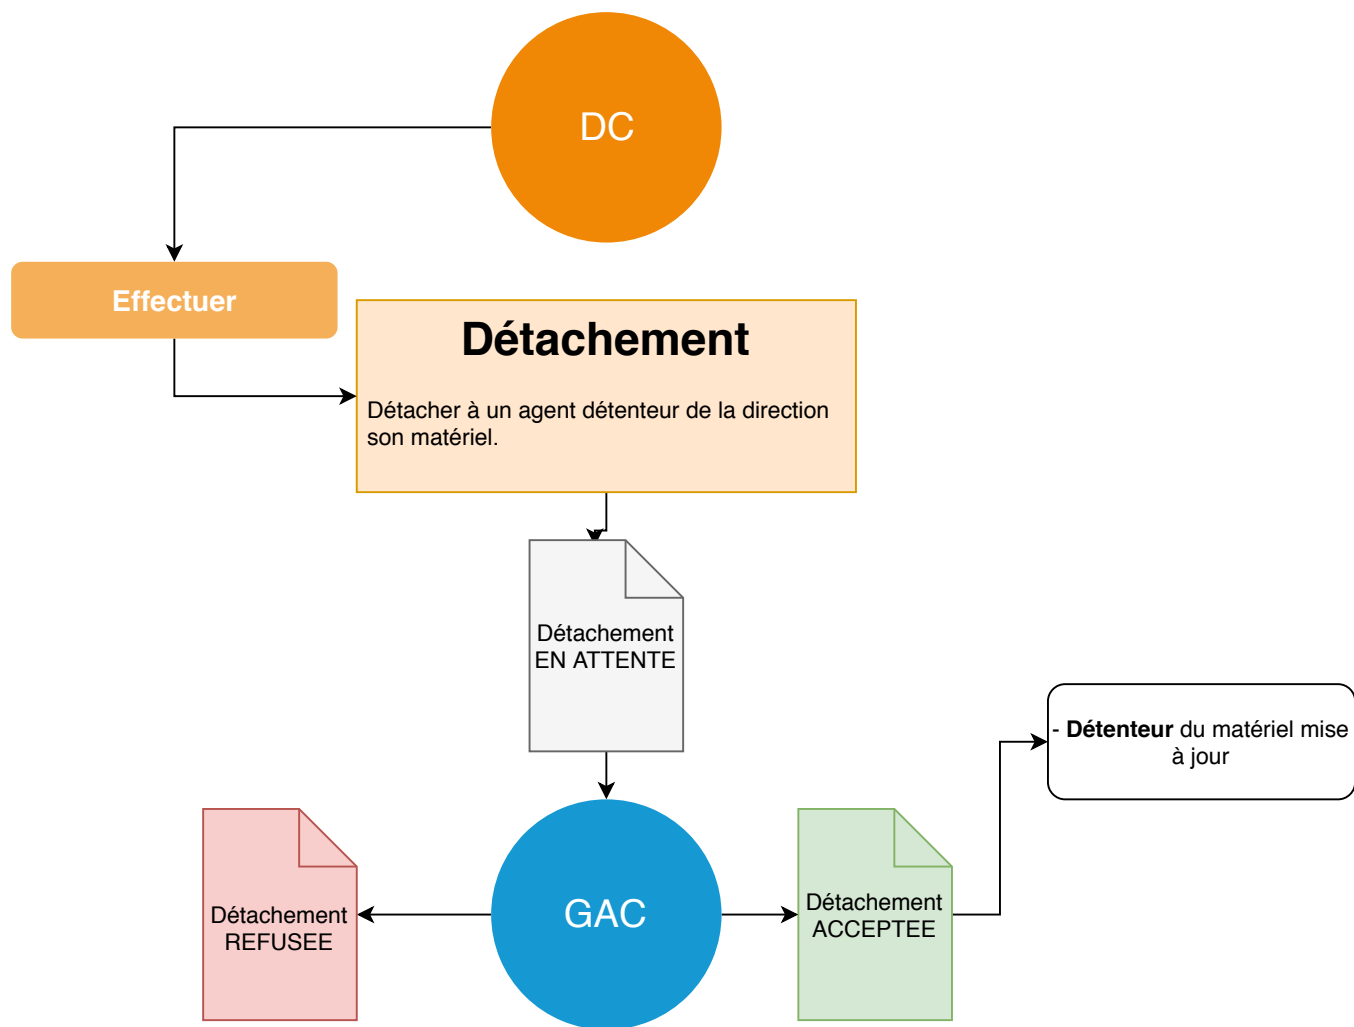 DC
Effectuer
Détachement
Détacher à un agent détenteur de la direction
son matériel.
Détachement
EN ATTENTE
- Détenteur du matériel mise
à jour
Détachement
REFUSEE
GAC
Détachement
ACCEPTEE